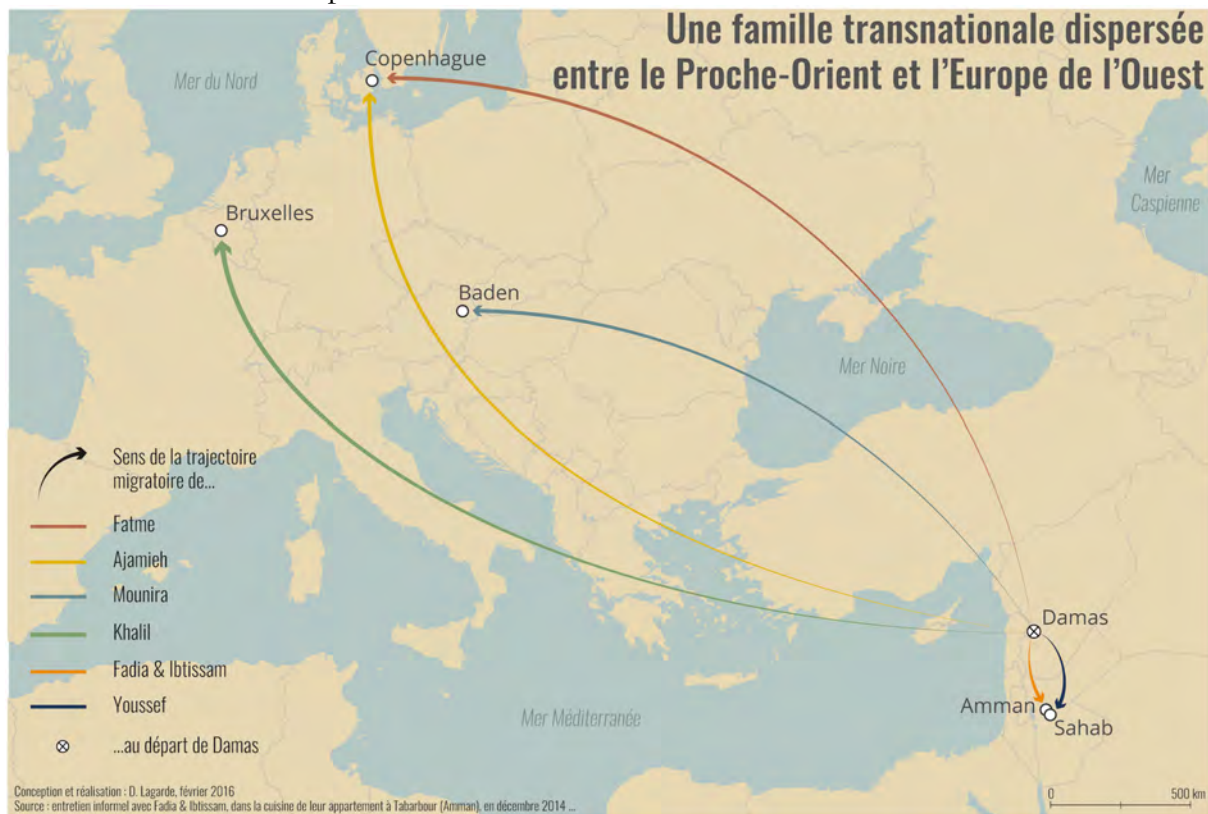 Une famille transnationale dispersée
entre le Proche-Orient et l'Europe de l'Ouest
Copenhague
Mer du Nord
Mer
Caspienne
Bruxelles
Baden
Mer Noire
Sens de la trajectoire
migratoire de...
Fatme
Ajamieh
Mounira
Khalil
Fadia & Ibtissam
Youssef
...au départ de Damas
Damas
Amman
Sahab
Mer Méditerranée
Conception et réalisation : D. Lagarde, février 2016
Source : entretien informel avec Fadia & Ibtissam, dans la cuisine de leur appartement à Tabarbour (Amman), en décembre 2014 ...
0 500 km